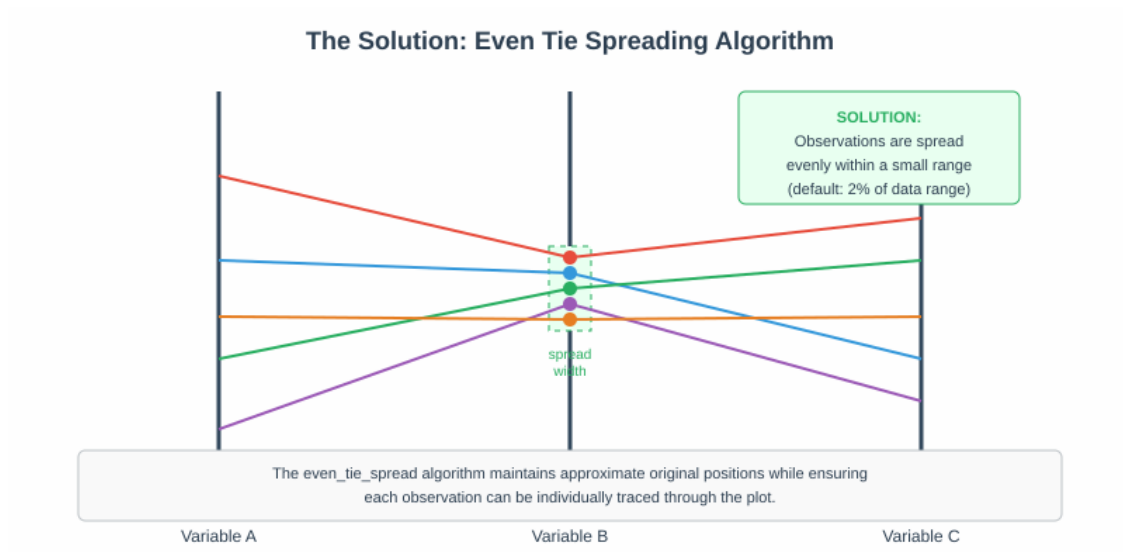 The Solution: Even Tie Spreading Algorithm
SOLUTION:
Observations are spread
evenly within a small range
(default: 2% of data range)
spread
width
The even_tie_spread algorithm maintains approximate original positions while ensuring
each observation can be individually traced through the plot.
Variable A
Variable B
Variable C